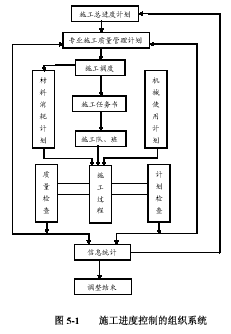 施工总进度计划
专业施工质量管理计划
施工调度
材料消耗计划
机械使用计划
施工任务书
施工队、班
质量检查
施工过程
计划检查
信息统计
调整结束
图 5-1 施工进度控制的组织系统